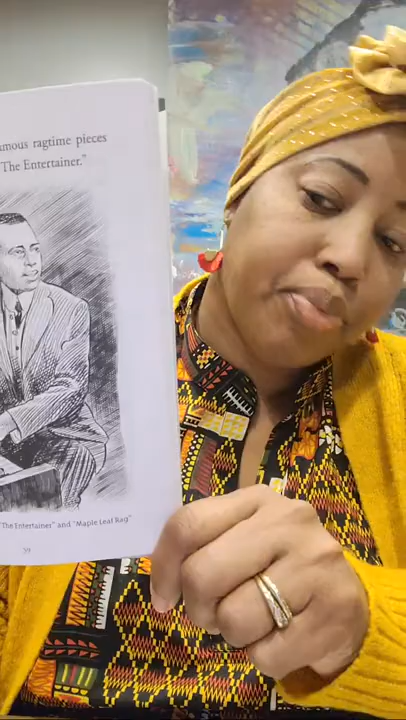 amous ragtime pieces
The Entertainer.”
"The Entertainer" and "Maple Leaf Rag"
39